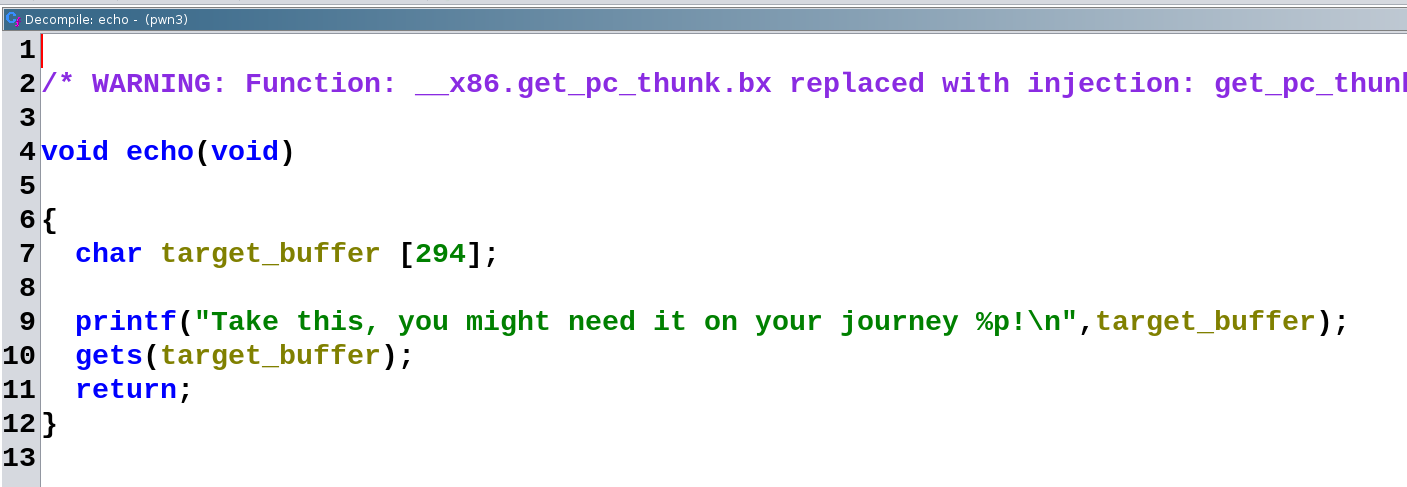 Decompile: echo - (pwn3)
1
2 /* WARNING: Function: __x86.get_pc_thunk.bx replaced with injection: get_pc_thunk
3
4 void echo(void)
5
6 {
7   char target_buffer [294];
8
9   printf("Take this, you might need it on your journey %p!\n",target_buffer);
10   gets(target_buffer);
11   return;
12 }
13